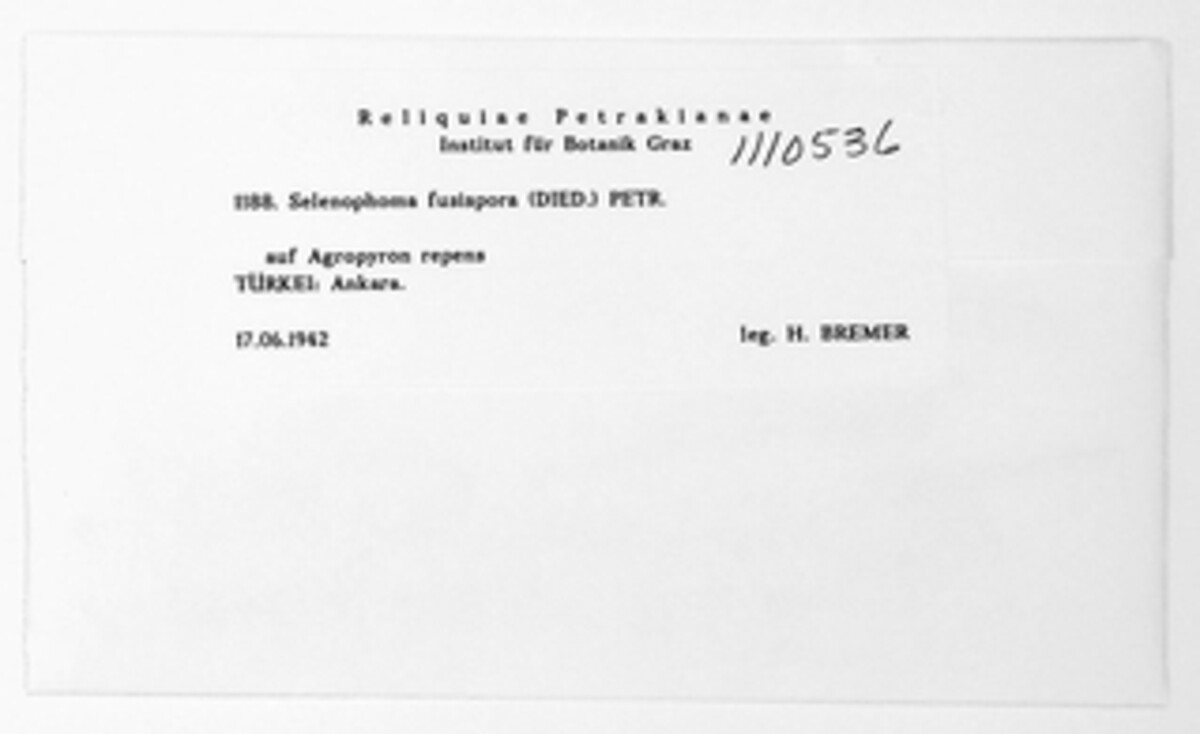 Reliquiae Petrakianae
Institut für Botanik Graz
1110536
1188. Selenophoma fusispora (DIED.) PETR.
auf Agropyron repens
TÜRKEI: Ankara.
17.06.1942
leg. H. BREMER